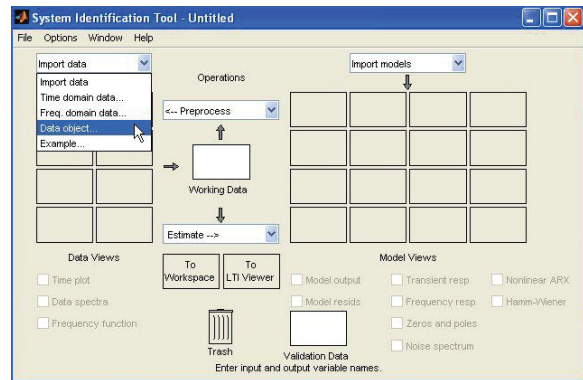 System Identification Tool - Untitled
File Options Window Help
Import data
Import data
Time domain data...
Freq. domain data...
Data object...
Example...
Operations
<-- Preprocess
Working Data
Estimate -->
Import models
Data Views
Time plot
Data spectra
Frequency function
To Workspace
To LTI Viewer
Trash
Model Views
Model output
Transient resp
Nonlinear ARX
Model resids
Frequency resp
Hamm-Wiener
Zeros and poles
Noise spectrum
Validation Data
Enter input and output variable names.